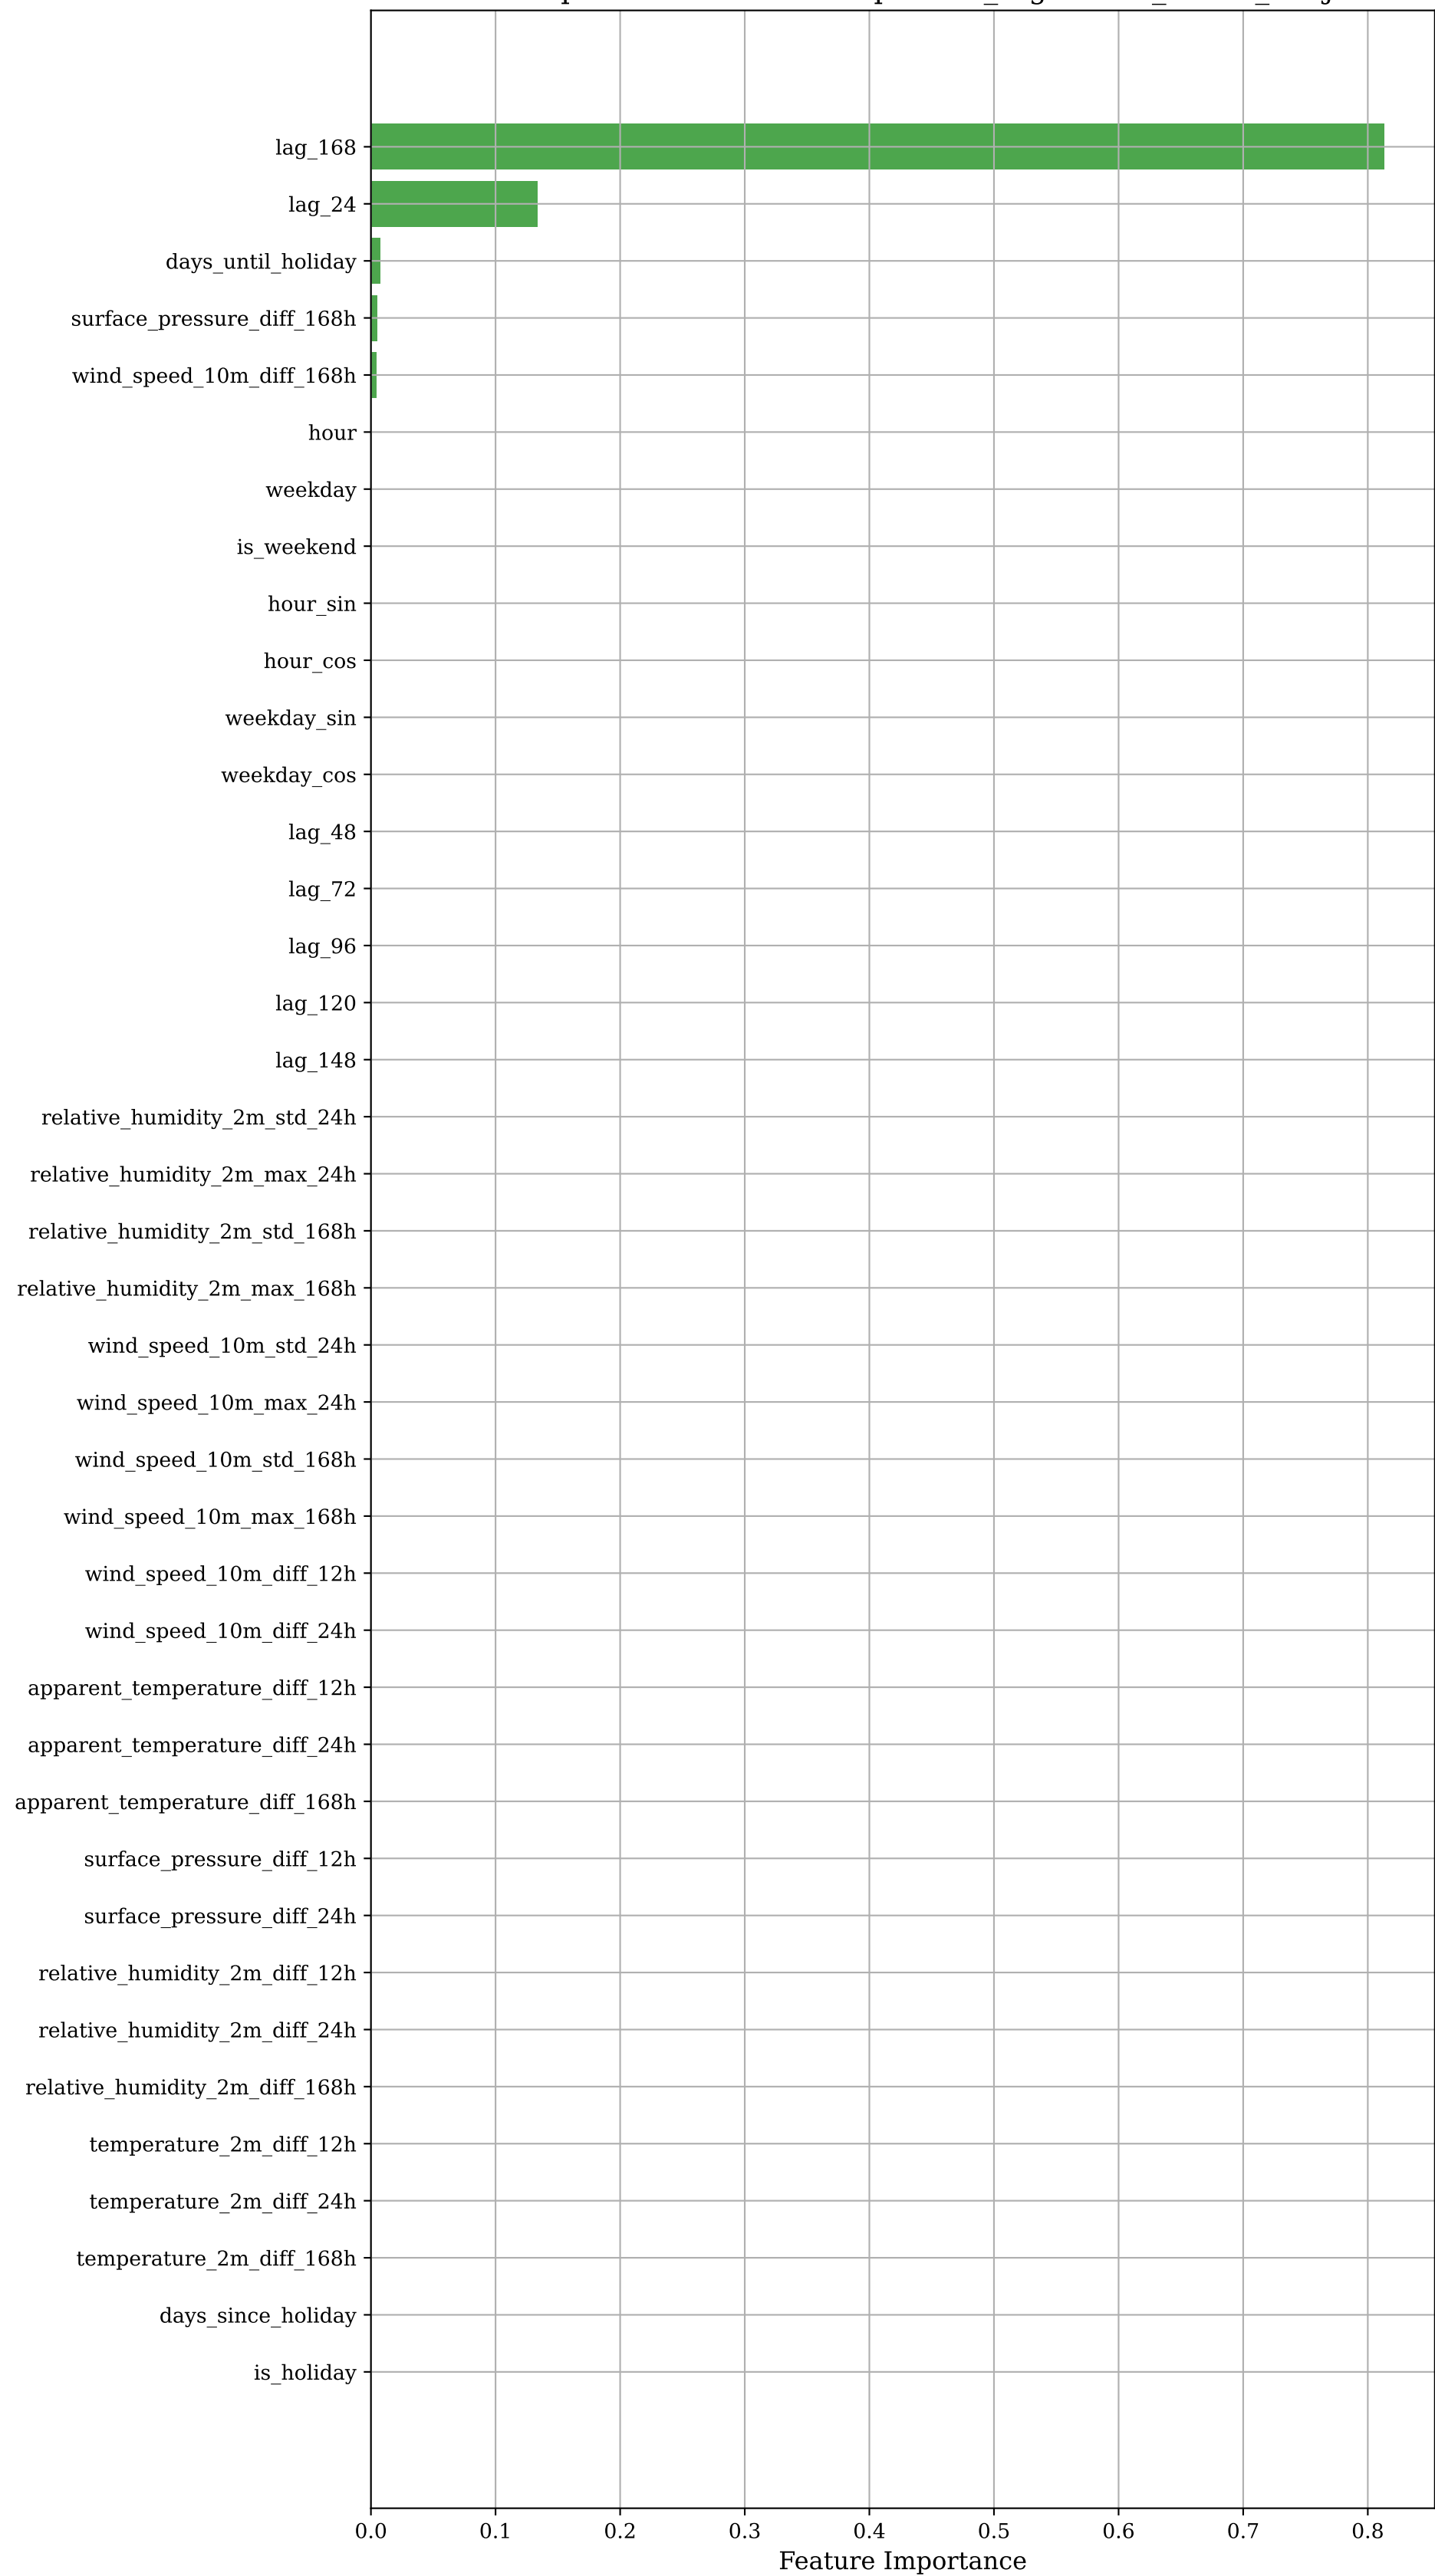 lag_168
lag_24
days_until_holiday
surface_pressure_diff_168h
wind_speed_10m_diff_168h
hour
weekday
is_weekend
hour_sin
hour_cos
weekday_sin
weekday_cos
lag_48
lag_72
lag_96
lag_120
lag_148
relative_humidity_2m_std_24h
relative_humidity_2m_max_24h
relative_humidity_2m_std_168h
relative_humidity_2m_max_168h
wind_speed_10m_std_24h
wind_speed_10m_max_24h
wind_speed_10m_std_168h
wind_speed_10m_max_168h
wind_speed_10m_diff_12h
wind_speed_10m_diff_24h
apparent_temperature_diff_12h
apparent_temperature_diff_24h
apparent_temperature_diff_168h
surface_pressure_diff_12h
surface_pressure_diff_24h
relative_humidity_2m_diff_12h
relative_humidity_2m_diff_24h
relative_humidity_2m_diff_168h
temperature_2m_diff_12h
temperature_2m_diff_24h
temperature_2m_diff_168h
days_since_holiday
is_holiday
0.0 0.1 0.2 0.3 0.4 0.5 0.6 0.7 0.8
Feature Importance